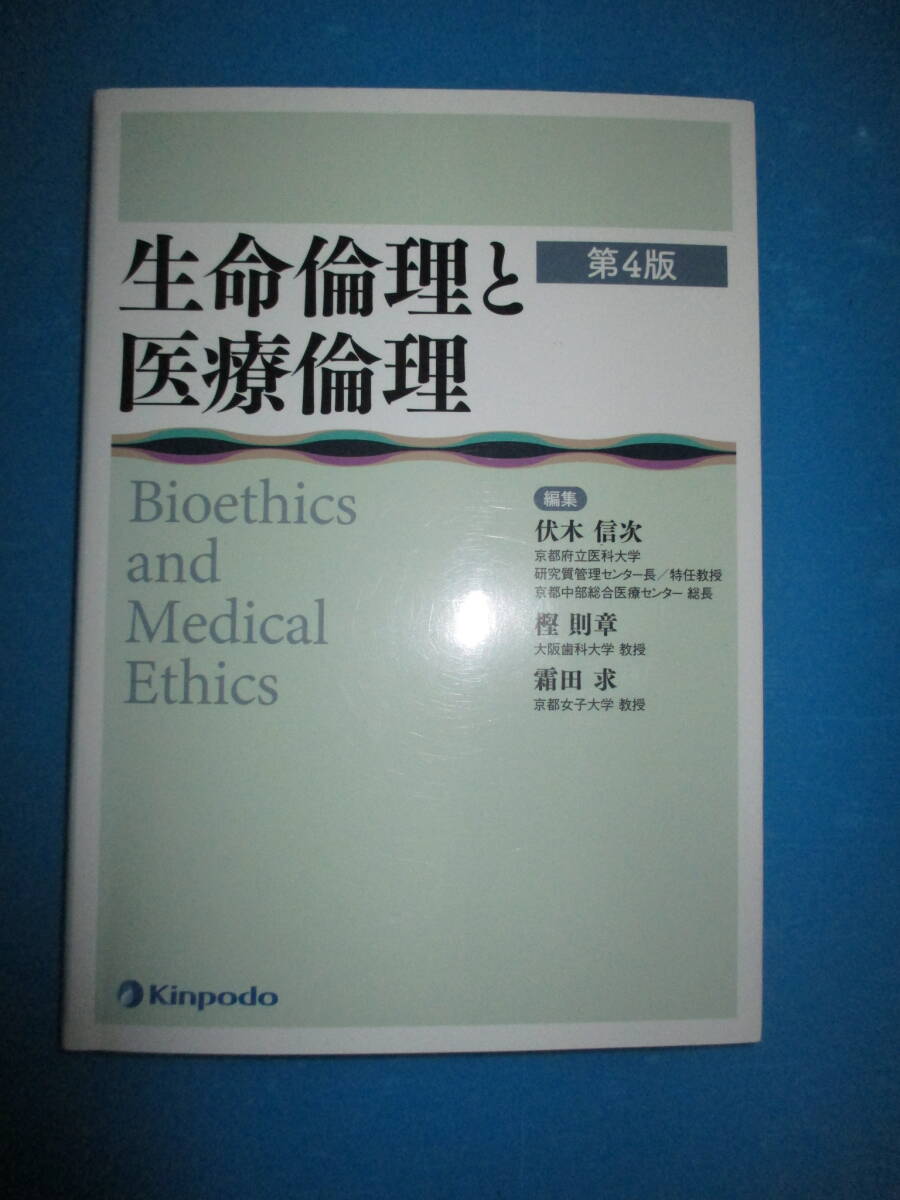 生命倫理と
医療倫理
第4版
Bioethics
and
Medical
Ethics
編集
伏木 信次
京都府立医科大学
研究質管理センター長／特任教授
京都中部総合医療センター 総長
樫 則章
大阪歯科大学 教授
霜田 求
京都女子大学 教授
Kinpodo